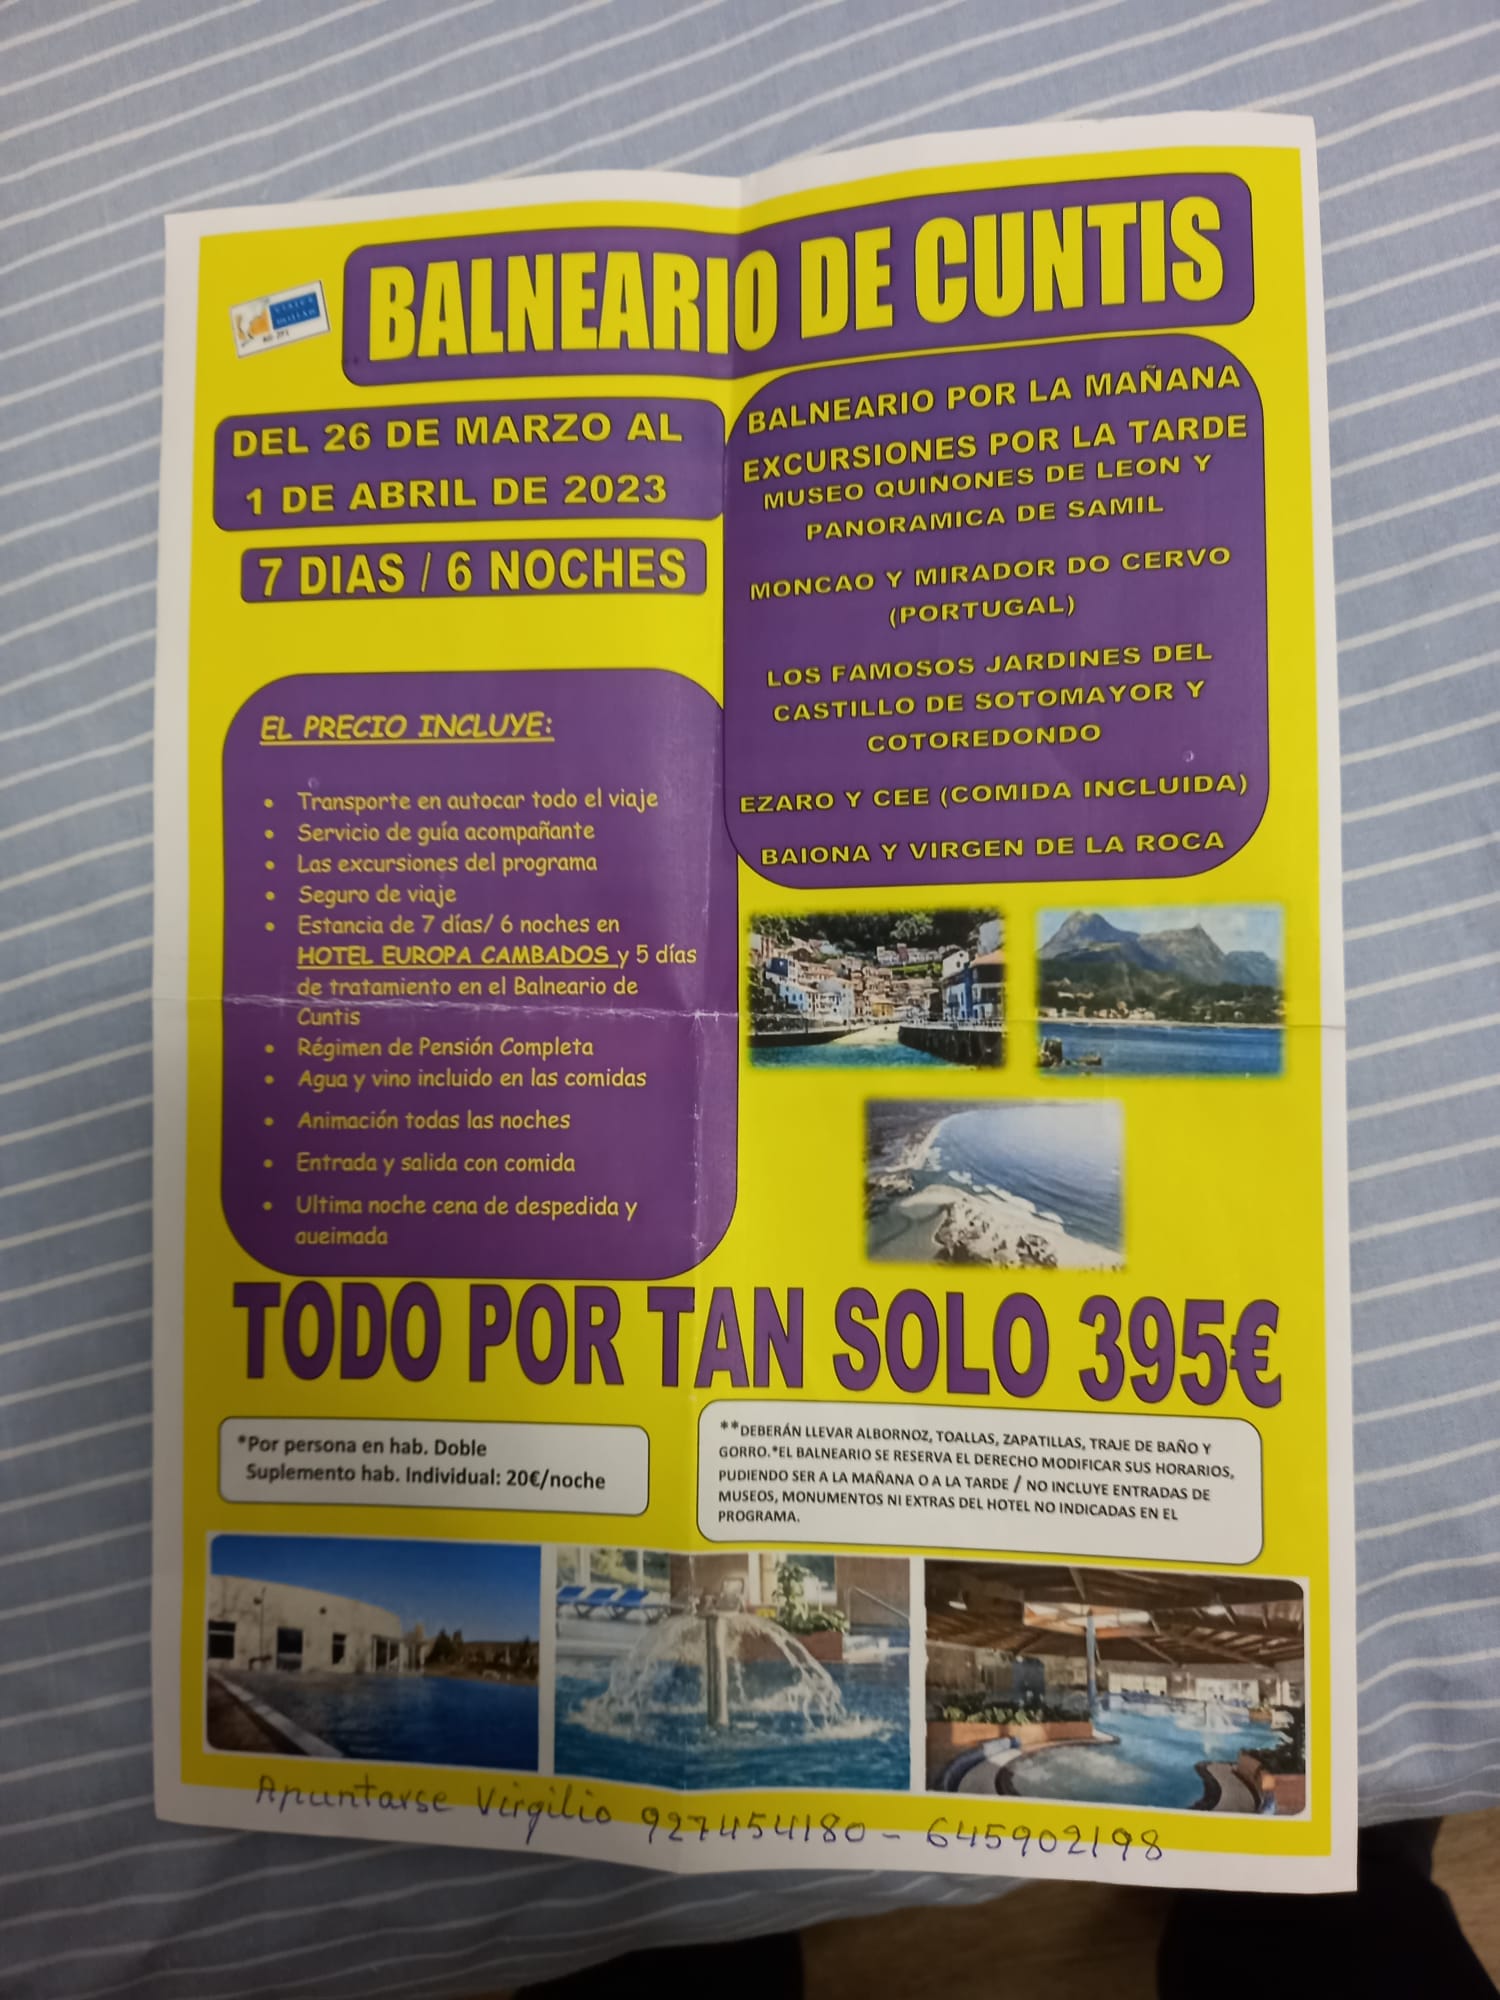 BALNEARIO DE CUNTIS
DEL 26 DE MARZO AL
1 DE ABRIL DE 2023
7 DIAS / 6 NOCHES
BALNEARIO POR LA MAÑANA
EXCURSIONES POR LA TARDE
MUSEO QUIÑONES DE LEON Y
PANORAMICA DE SAMIL
MONCAO Y MIRADOR DO CERVO
(PORTUGAL)
LOS FAMOSOS JARDINES DEL
CASTILLO DE SOTOMAYOR Y
COTOREDONDO
EZARO Y CEE (COMIDA INCLUIDA)
BAIONA Y VIRGEN DE LA ROCA
EL PRECIO INCLUYE:
• Transporte en autocar todo el viaje
• Servicio de guía acompañante
• Las excursiones del programa
• Seguro de viaje
• Estancia de 7 días/ 6 noches en
HOTEL EUROPA CAMBADOS y 5 días
de tratamiento en el Balneario de
Cuntis
• Régimen de Pensión Completa
• Agua y vino incluido en las comidas
• Animación todas las noches
• Entrada y salida con comida
• Ultima noche cena de despedida y
queimada
TODO POR TAN SOLO 395€
*Por persona en hab. Doble
Suplemento hab. Individual: 20€/noche
**DEBERÁN LLEVAR ALBORNOZ, TOALLAS, ZAPATILLAS, TRAJE DE BAÑO Y
GORRO.*EL BALNEARIO SE RESERVA EL DERECHO MODIFICAR SUS HORARIOS,
PUDIENDO SER A LA MAÑANA O A LA TARDE / NO INCLUYE ENTRADAS DE
MUSEOS, MONUMENTOS NI EXTRAS DEL HOTEL NO INDICADAS EN EL
PROGRAMA.
Apuntarse Virgilio 927454180 - 645902198